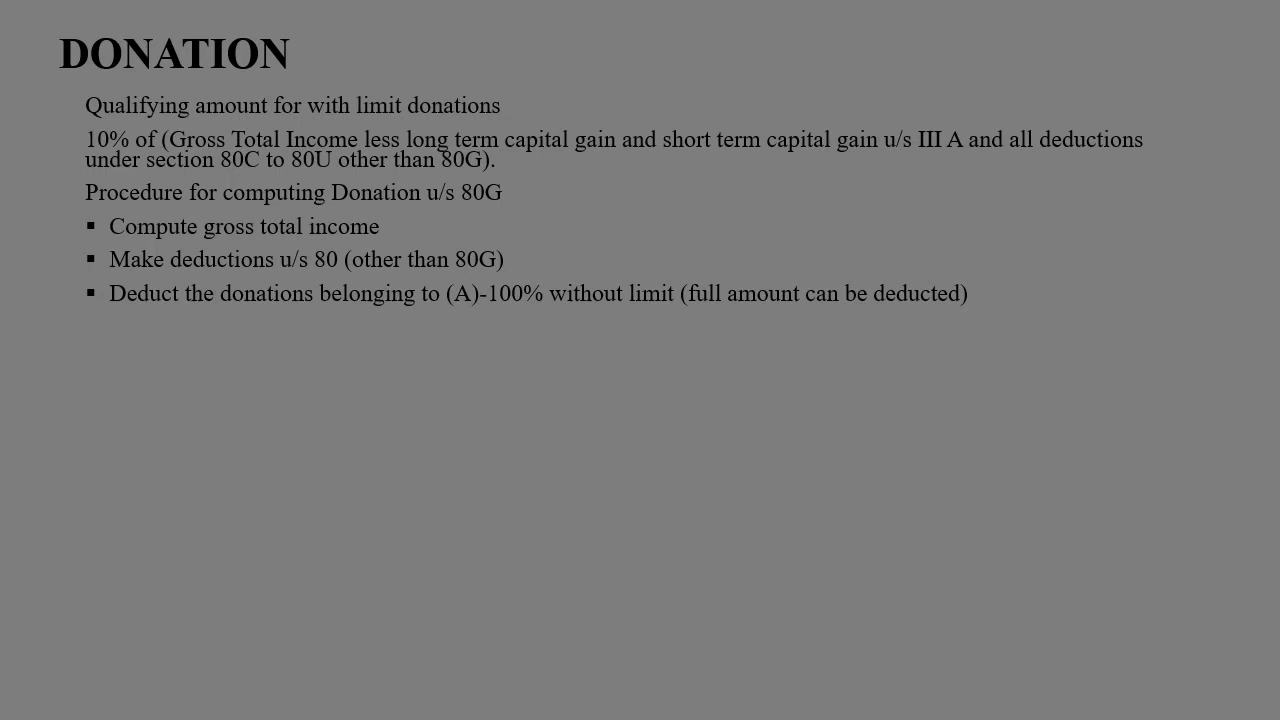 DONATION
Qualifying amount for with limit donations
10% of (Gross Total Income less long term capital gain and short term capital gain u/s III A and all deductions
under section 80C to 80U other than 80G).
Procedure for computing Donation u/s 80G
▪ Compute gross total income
▪ Make deductions u/s 80 (other than 80G)
▪ Deduct the donations belonging to (A)-100% without limit (full amount can be deducted)